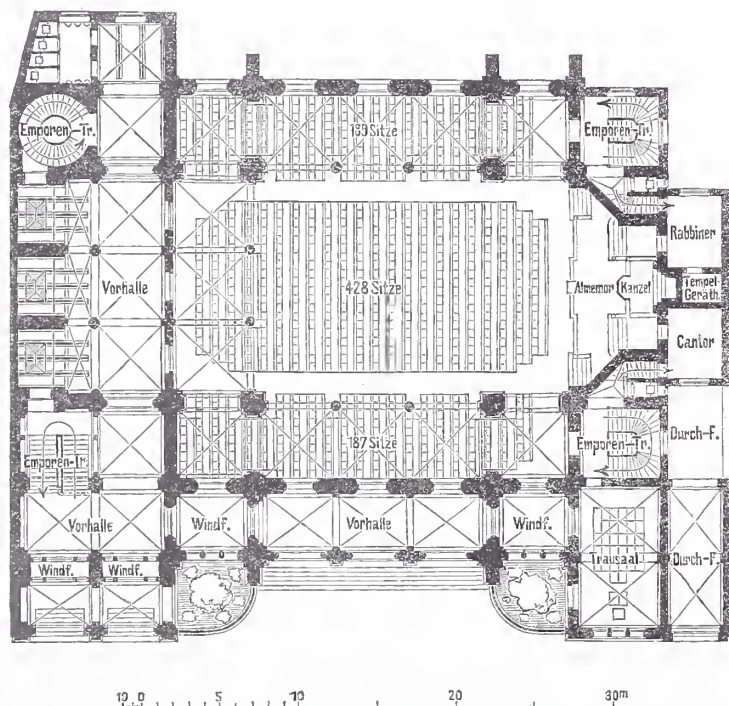 Emporen-Tr.
Sitze
Emporen-Tr.
Rabbiner
Vorhalle
428 Sitze
Almemor
Kanzel
Tempel-
Geräth
Cantor
187 Sitze
Emporen-Tr.
Emporen-Tr.
Durch-F.
Vorhalle
Windf.
Vorhalle
Windf.
Windf.
Windf.
Trausaal
Durch-F.
10 0 5 10 20 30m